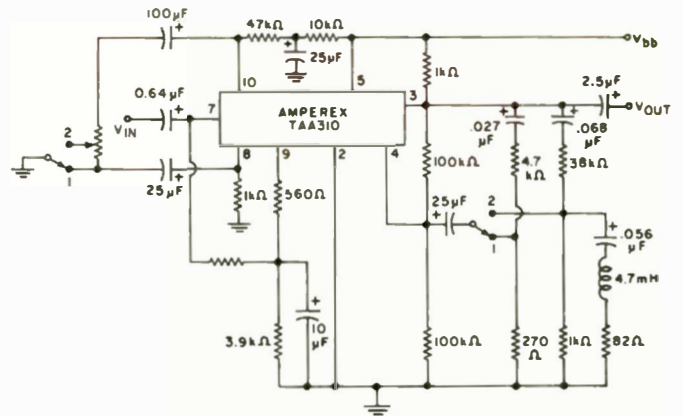 100µF
47kΩ
10kΩ
Vbb
25µF
1kΩ
10
5
3
2.5µF
0.64µF
7
AMPEREX
TAA310
VOUT
VIN
.027
µF
.068
µF
2
8
9
2
4
100kΩ
4.7
kΩ
38kΩ
1
25µF
1kΩ
560Ω
25µF
2
1
.056
µF
4.7mH
3.9kΩ
10
µF
100kΩ
270
Ω
1kΩ
82Ω